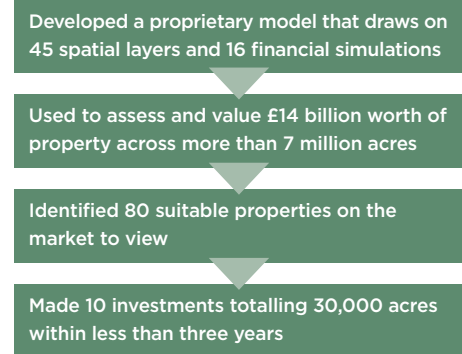 Developed a proprietary model that draws on
45 spatial layers and 16 financial simulations
Used to assess and value £14 billion worth of
property across more than 7 million acres
Identified 80 suitable properties on the
market to view
Made 10 investments totalling 30,000 acres
within less than three years